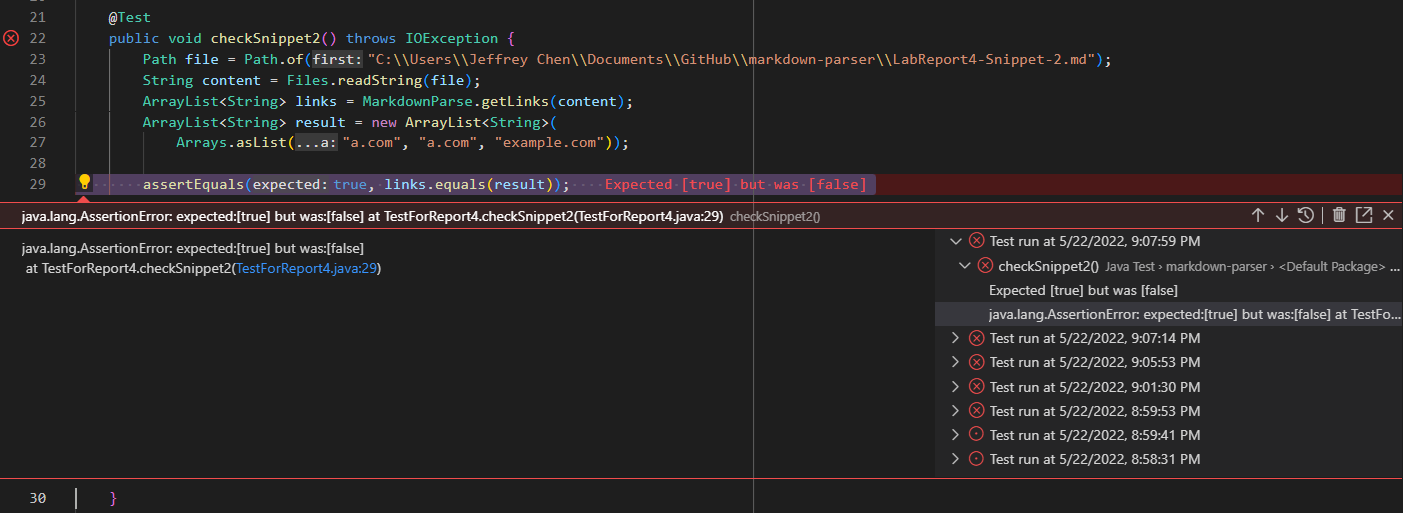 21 @Test
22 public void checkSnippet2() throws IOException {
23 Path file = Path.of(first: "C:\\Users\\Jeffrey Chen\\Documents\\GitHub\\markdown-parser\\LabReport4-Snippet-2.md");
24 String content = Files.readString(file);
25 ArrayList<String> links = MarkdownParse.getLinks(content);
26 ArrayList<String> result = new ArrayList<String>(
27 Arrays.asList(...a: "a.com", "a.com", "example.com"));
28
29 assertEquals(expected: true, links.equals(result)); Expected [true] but was [false]
java.lang.AssertionError: expected:[true] but was:[false] at TestForReport4.checkSnippet2(TestForReport4.java:29) checkSnippet2()
java.lang.AssertionError: expected:[true] but was:[false]
at TestForReport4.checkSnippet2(TestForReport4.java:29)
Test run at 5/22/2022, 9:07:59 PM
checkSnippet2() Java Test › markdown-parser › <Default Package> ...
Expected [true] but was [false]
java.lang.AssertionError: expected:[true] but was:[false] at TestFo...
Test run at 5/22/2022, 9:07:14 PM
Test run at 5/22/2022, 9:05:53 PM
Test run at 5/22/2022, 9:01:30 PM
Test run at 5/22/2022, 8:59:53 PM
Test run at 5/22/2022, 8:59:41 PM
Test run at 5/22/2022, 8:58:31 PM
30 }